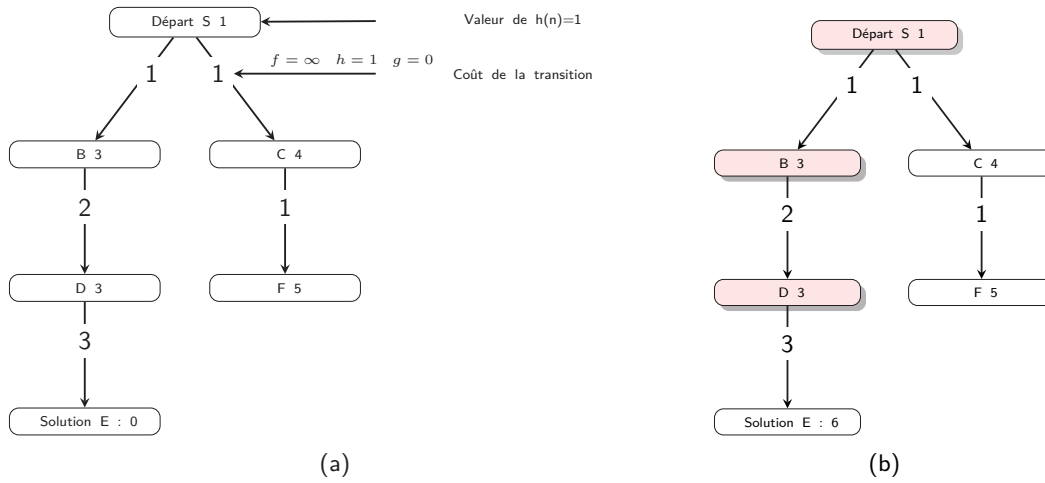 Départ S 1
Valeur de h(n)=1
f = ∞ h = 1 g = 0
1
1
Coût de la transition
B 3
C 4
2
1
D 3
F 5
3
Solution E : 0
(a)
Départ S 1
1
1
B 3
C 4
2
1
D 3
F 5
3
Solution E : 6
(b)